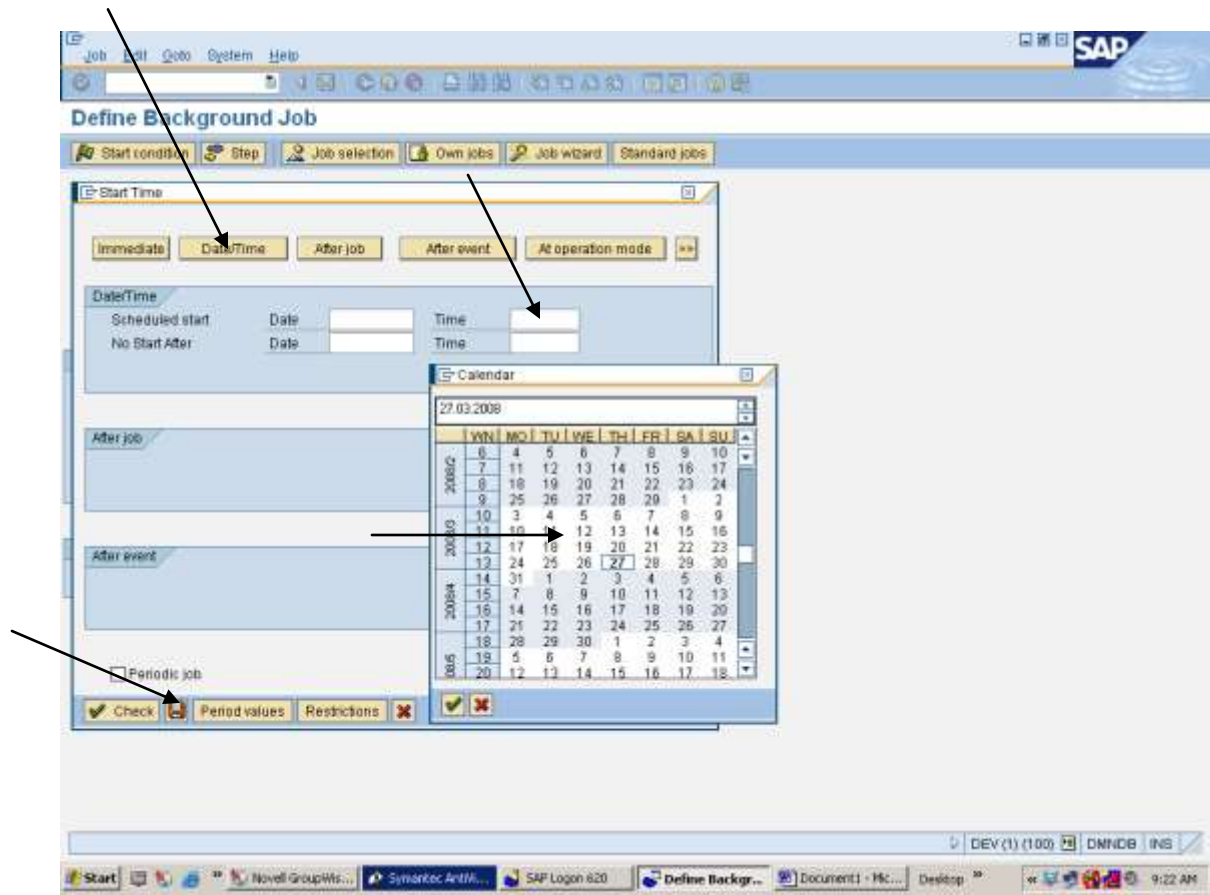 Job Edit Goto System Help
SAP
Define Background Job
Start condition Step Job selection Own jobs Job wizard Standard jobs
Start Time
Immediate Date/Time After job After event At operation mode >>
Date/Time
Scheduled start Date Time
No Start After Date Time
Calendar
27.03.2008
WN MO TU WE TH FR SA SU
2008/2
6 4 5 6 7 8 9 10
7 11 12 13 14 15 16 17
8 18 19 20 21 22 23 24
9 25 26 27 28 29 1 2
2008/3
10 3 4 5 6 7 8 9
11 10 11 12 13 14 15 16
12 17 18 19 20 21 22 23
13 24 25 26 27 28 29 30
2008/4
14 31 1 2 3 4 5 6
15 7 8 9 10 11 12 13
16 14 15 16 17 18 19 20
17 21 22 23 24 25 26 27
08/5
18 28 29 30 1 2 3 4
19 5 6 7 8 9 10 11
20 12 13 14 15 16 17 18
After job
After event
Periodic job
Check Period values Restrictions
DEV (1) (100) DMNDB INS
Start Novell GroupWis... Symantec AntiVi... SAP Logon 620 Define Backgr... Document1 - Mic... Desktop » « 9:22 AM